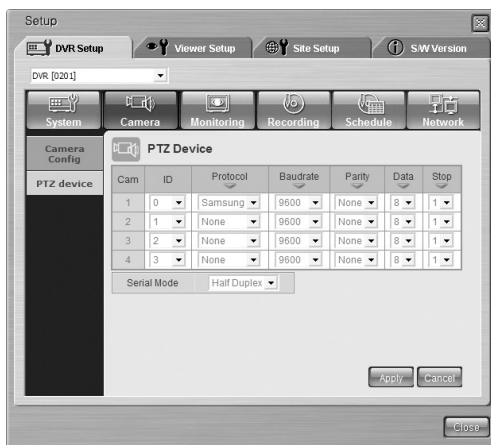 Setup
DVR Setup Viewer Setup Site Setup S/W Version
DVR [0201]
System Camera Monitoring Recording Schedule Network
Camera Config
PTZ device
PTZ Device
Cam ID Protocol Baudrate Parity Data Stop
1 0 Samsung 9600 None 8 1
2 1 None 9600 None 8 1
3 2 None 9600 None 8 1
4 3 None 9600 None 8 1
Serial Mode Half Duplex
Apply Cancel
Close